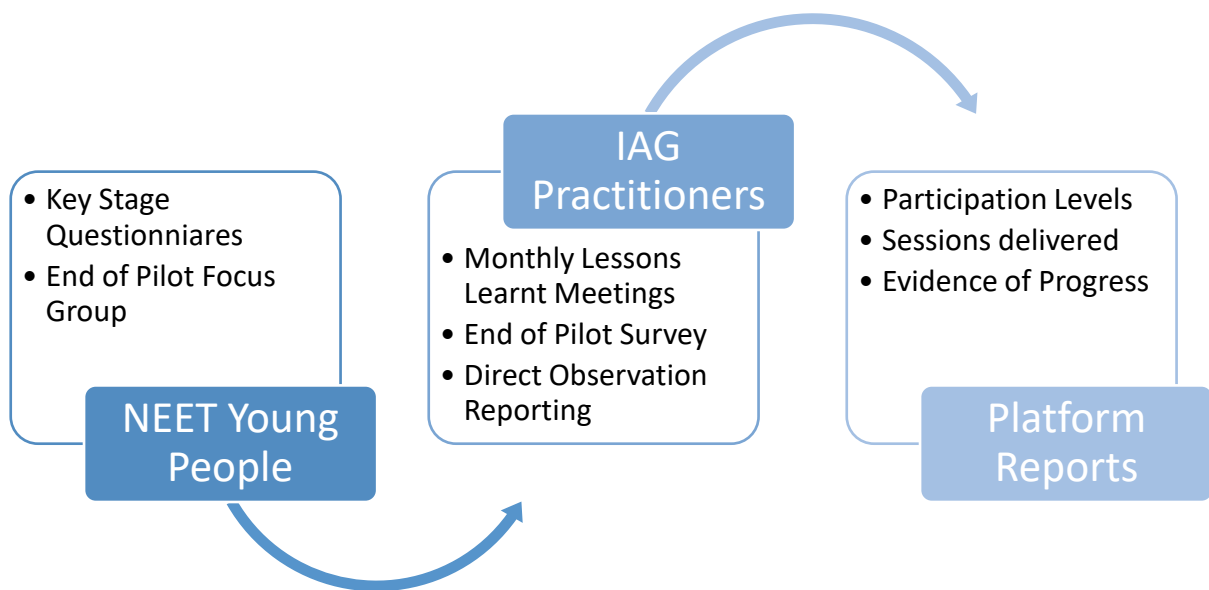 • Key Stage
Questionniares
• End of Pilot Focus
Group
NEET Young
People
IAG
Practitioners
• Monthly Lessons
Learnt Meetings
• End of Pilot Survey
• Direct Observation
Reporting
• Participation Levels
• Sessions delivered
• Evidence of Progress
Platform
Reports